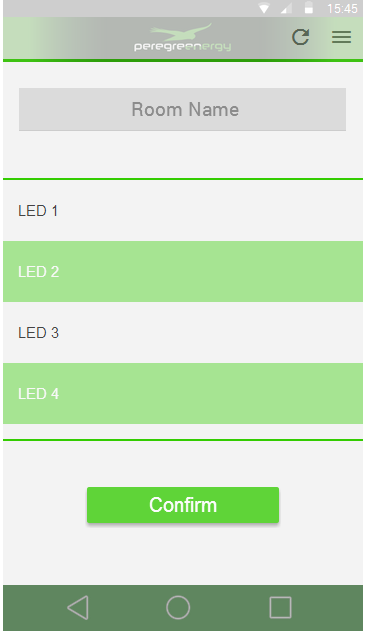 15:45
peregreenergy
Room Name
LED 1
LED 2
LED 3
LED 4
Confirm